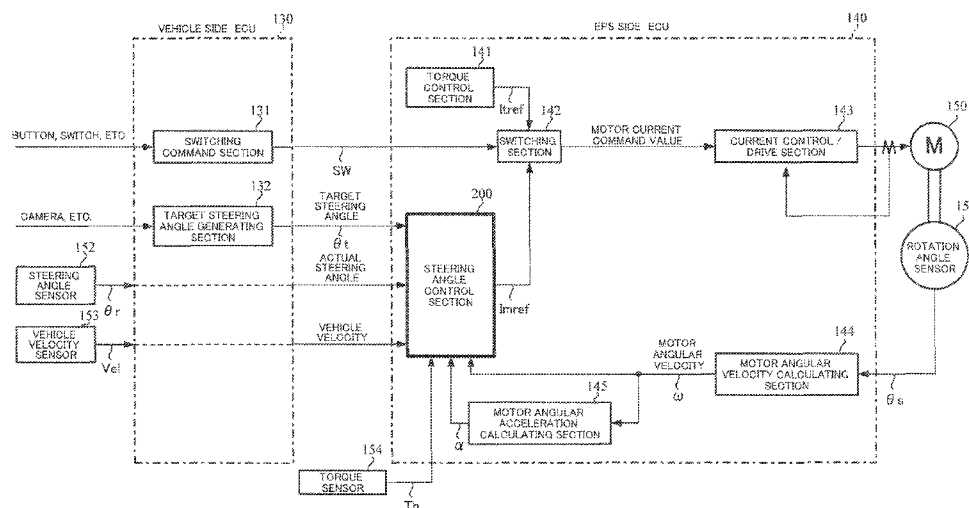 VEHICLE SIDE ECU
130
EPS SIDE ECU
140
141
TORQUE
CONTROL
SECTION
Itref
142
SWITCHING
SECTION
MOTOR CURRENT
COMMAND VALUE
143
CURRENT CONTROL /
DRIVE SECTION
150
M
BUTTON, SWITCH, ETC
131
SWITCHING
COMMAND SECTION
SW
CAMERA, ETC.
132
TARGET STEERING
ANGLE GENERATING
SECTION
TARGET
STEERING
ANGLE
θt
200
STEERING
ANGLE
CONTROL
SECTION
Imref
15
ROTATION
ANGLE
SENSOR
152
STEERING
ANGLE
SENSOR
θr
ACTUAL
STEERING
ANGLE
153
VEHICLE
VELOCITY
SENSOR
Vel
VEHICLE
VELOCITY
MOTOR
ANGULAR
VELOCITY
ω
144
MOTOR ANGULAR
VELOCITY CALCULATING
SECTION
θs
145
MOTOR ANGULAR
ACCELERATION
CALCULATING SECTION
α
154
TORQUE
SENSOR